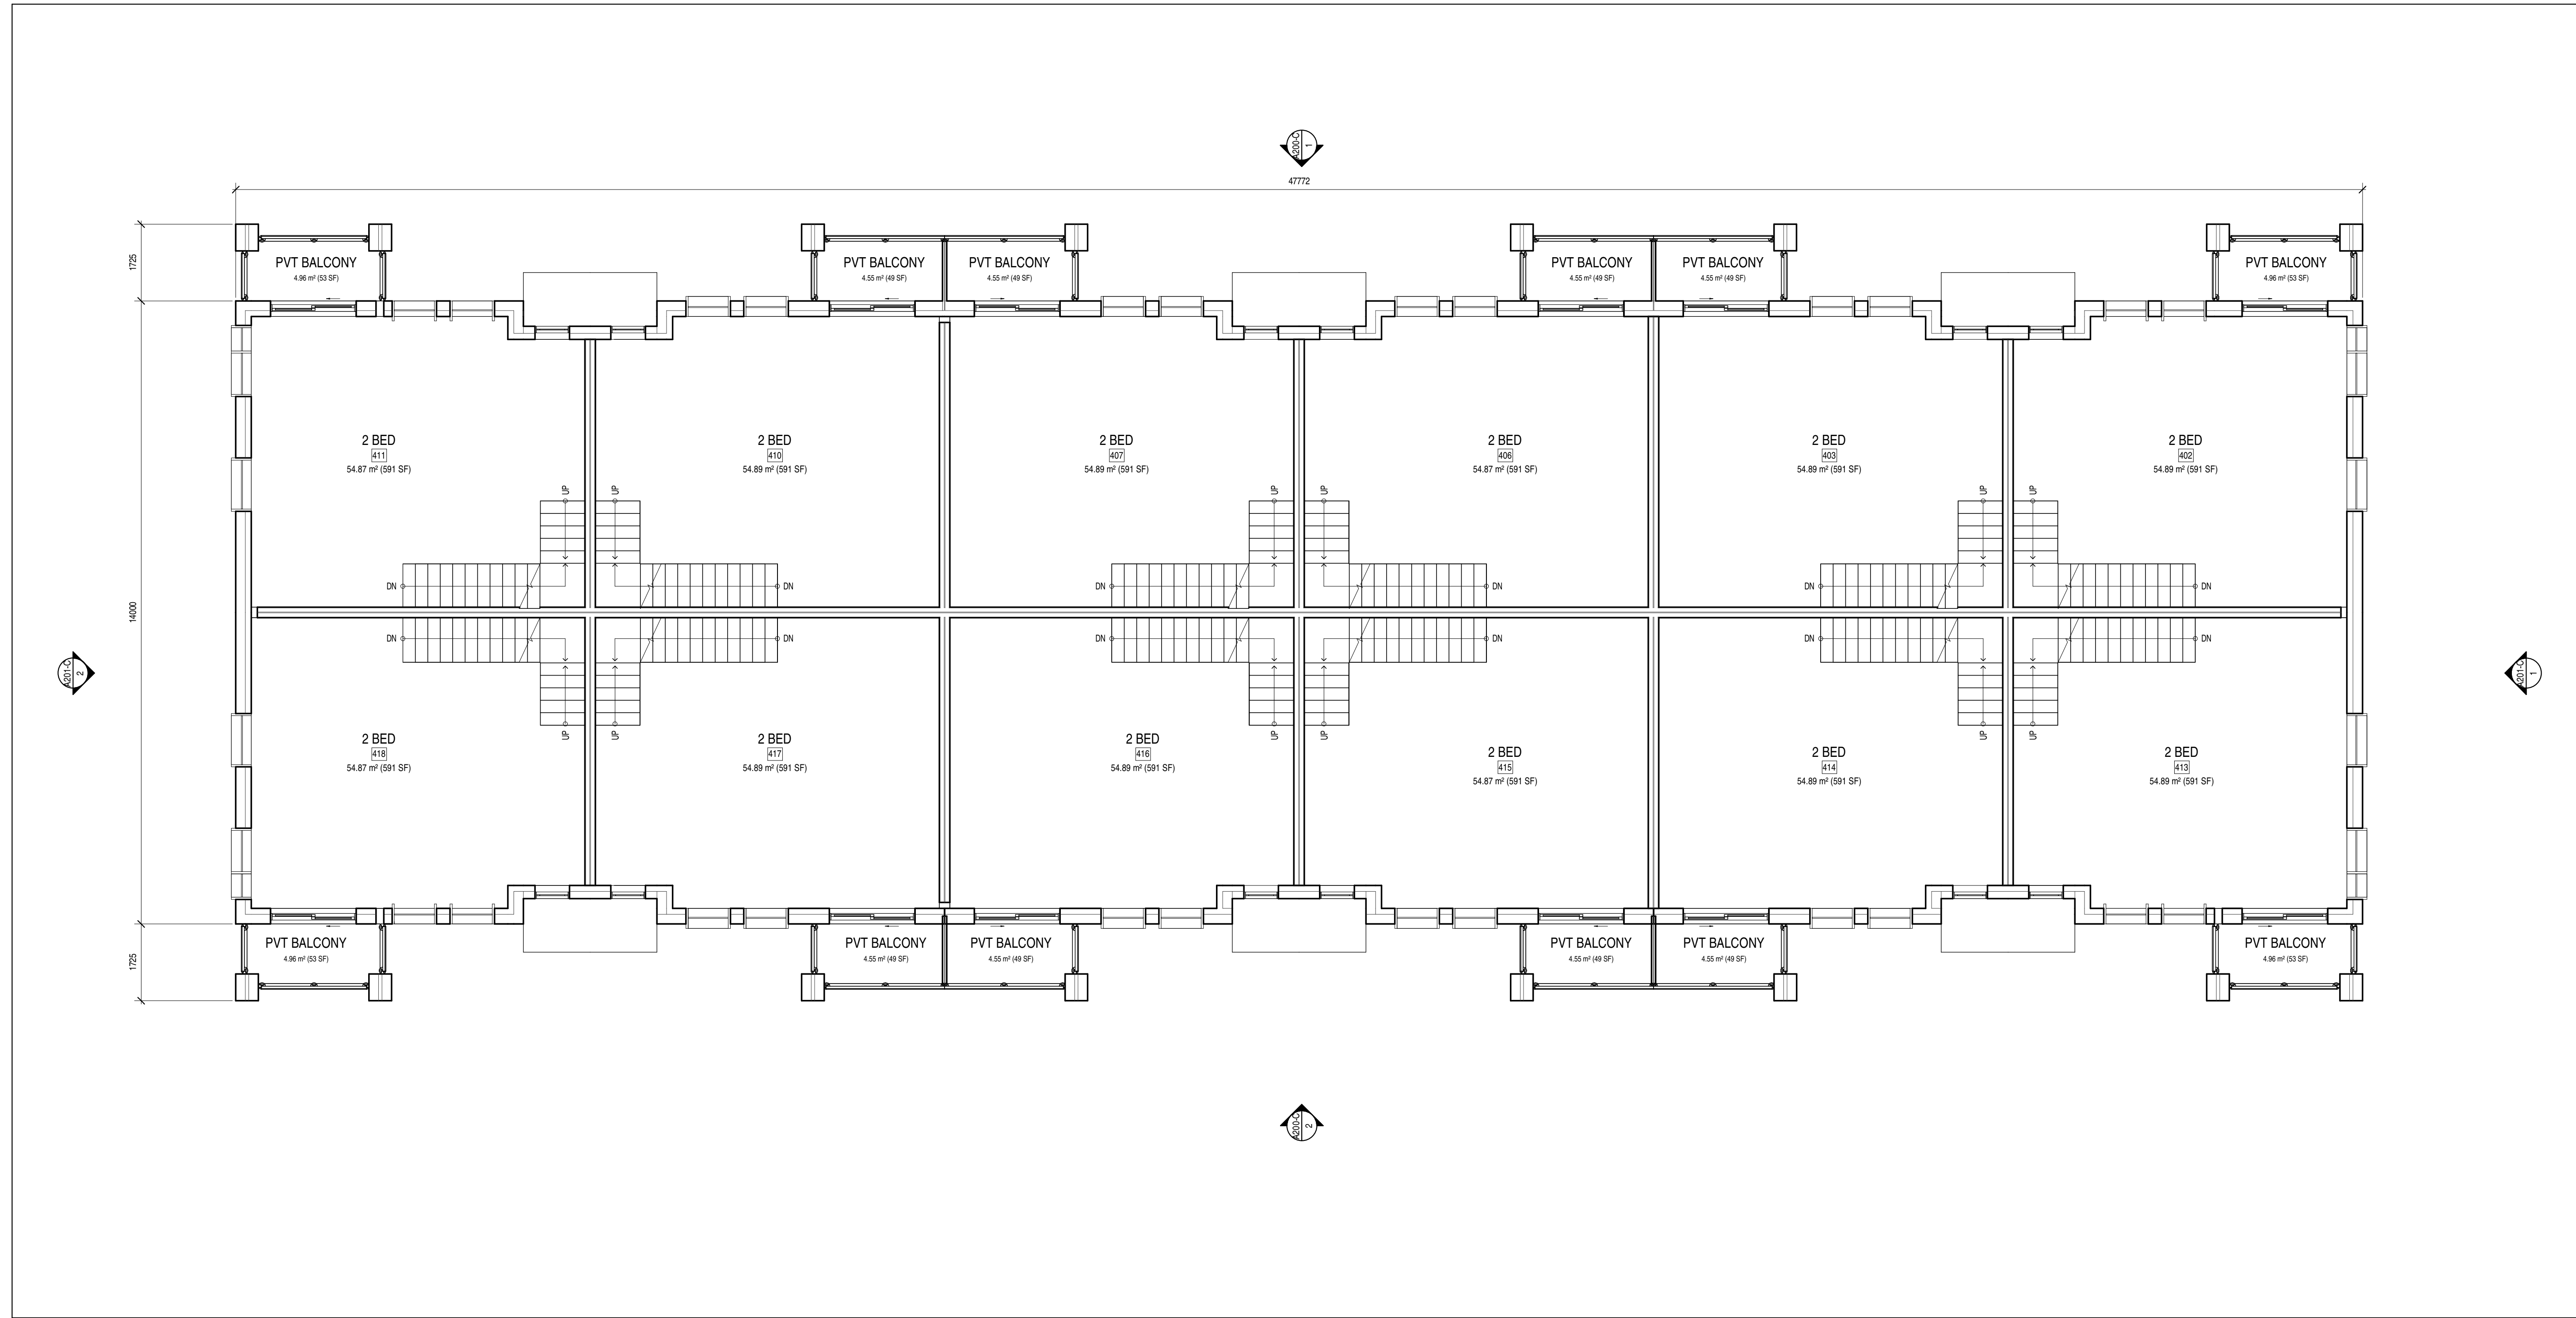 A200-C
1
47772
1725
PVT BALCONY
4.96 m² (53 SF)
PVT BALCONY
4.55 m² (49 SF)
PVT BALCONY
4.55 m² (49 SF)
PVT BALCONY
4.55 m² (49 SF)
PVT BALCONY
4.55 m² (49 SF)
PVT BALCONY
4.96 m² (53 SF)
2 BED
411
54.87 m² (591 SF)
2 BED
410
54.89 m² (591 SF)
2 BED
407
54.89 m² (591 SF)
2 BED
406
54.89 m² (591 SF)
2 BED
403
54.89 m² (591 SF)
2 BED
402
54.89 m² (591 SF)
UP
UP
UP
UP
UP
UP
DN
DN
DN
DN
DN
DN
14000
DN
DN
DN
DN
DN
DN
A201-C
2
A201-C
1
UP
UP
UP
UP
UP
UP
2 BED
418
54.87 m² (591 SF)
2 BED
417
54.89 m² (591 SF)
2 BED
416
54.89 m² (591 SF)
2 BED
415
54.87 m² (591 SF)
2 BED
414
54.89 m² (591 SF)
2 BED
413
54.89 m² (591 SF)
1725
PVT BALCONY
4.96 m² (53 SF)
PVT BALCONY
4.55 m² (49 SF)
PVT BALCONY
4.55 m² (49 SF)
PVT BALCONY
4.55 m² (49 SF)
PVT BALCONY
4.55 m² (49 SF)
PVT BALCONY
4.96 m² (53 SF)
A200-C
2